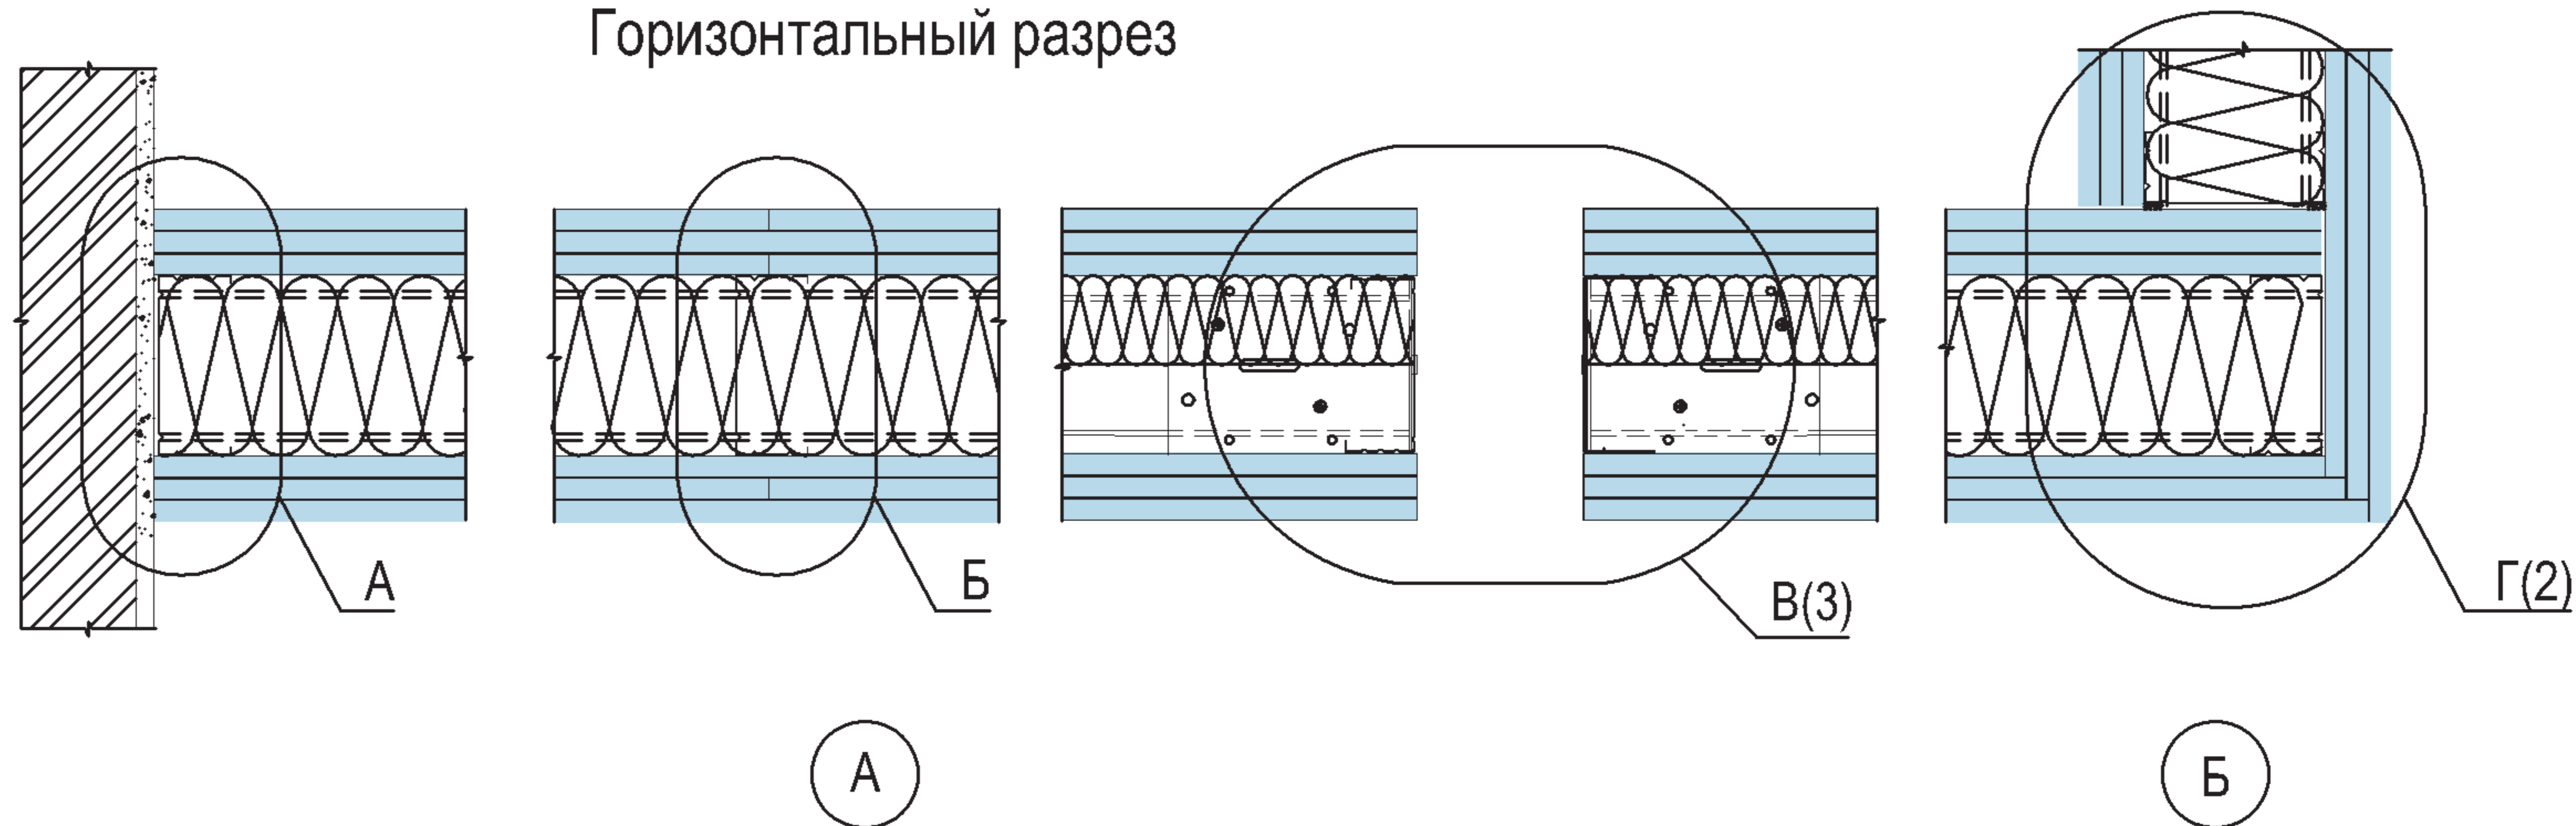 Горизонтальный разрез
А
Б
В(3)
Г(2)
А
Б